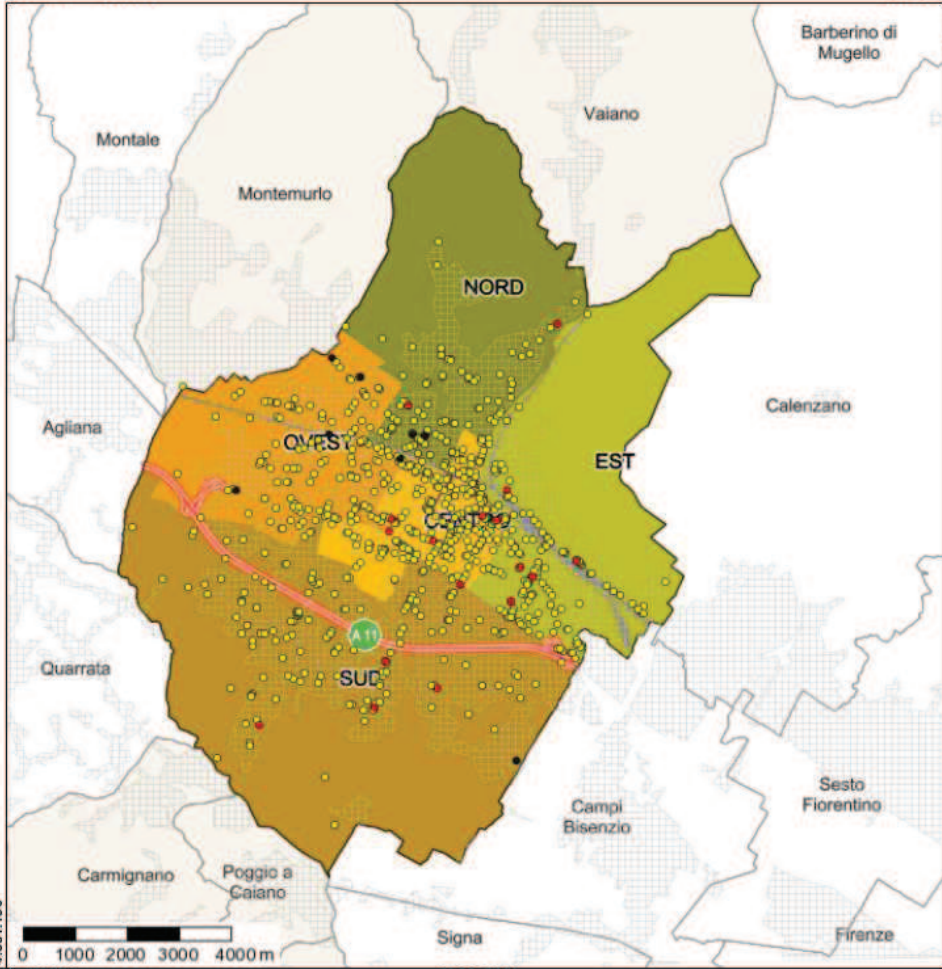 Barberino di
Mugello
Vaiano
Montale
Montemurlo
NORD
Calenzano
Agliana
OVEST
EST
CENTRO
A 11
Quarrata
SUD
Sesto
Fiorentino
Campi
Bisenzio
Carmignano
Poggio a
Caiano
Signa
Firenze
0 1000 2000 3000 4000 m